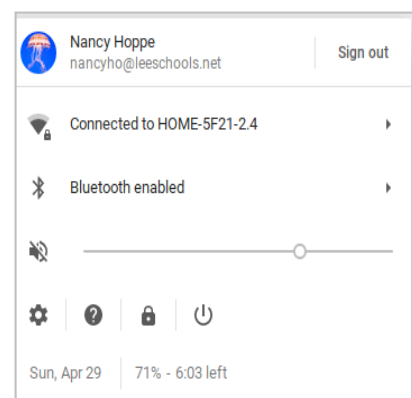 Nancy Hoppe
nancyho@leeschools.net
Sign out
Connected to HOME-5F21-2.4
Bluetooth enabled
Sun, Apr 29
71% - 6:03 left